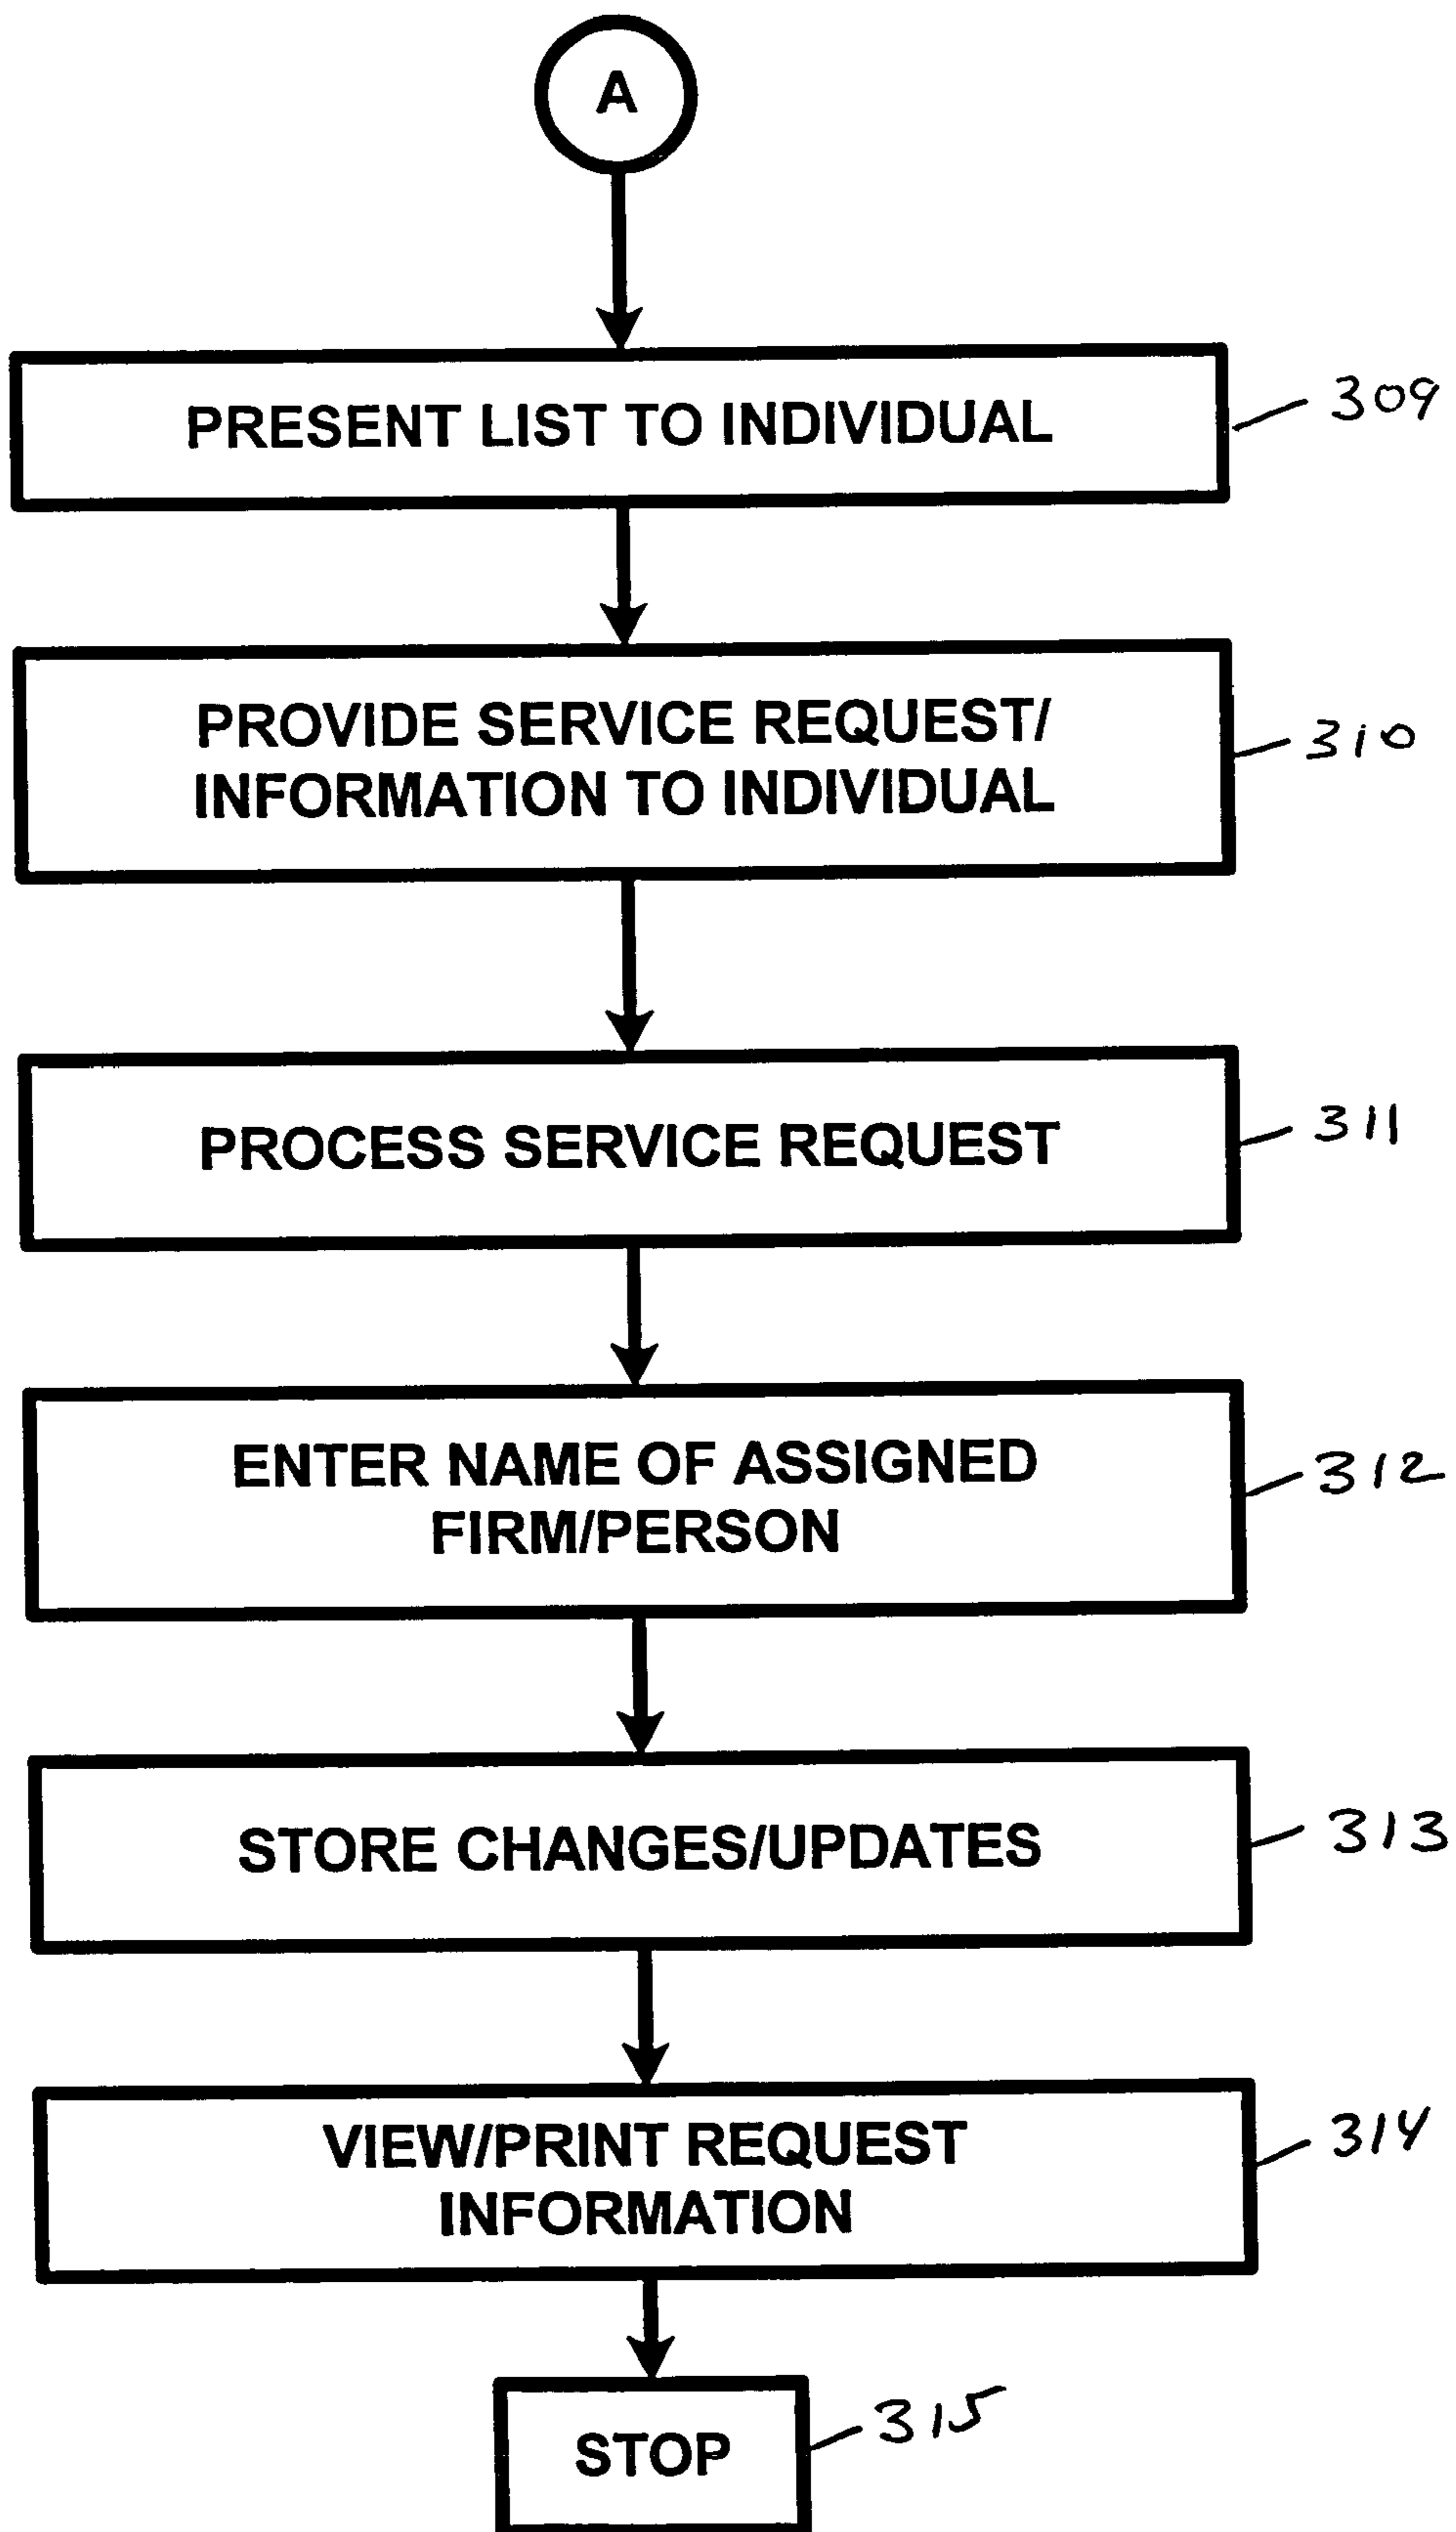 A
PRESENT LIST TO INDIVIDUAL
309
PROVIDE SERVICE REQUEST/
INFORMATION TO INDIVIDUAL
310
PROCESS SERVICE REQUEST
311
ENTER NAME OF ASSIGNED
FIRM/PERSON
312
STORE CHANGES/UPDATES
313
VIEW/PRINT REQUEST
INFORMATION
314
STOP
315